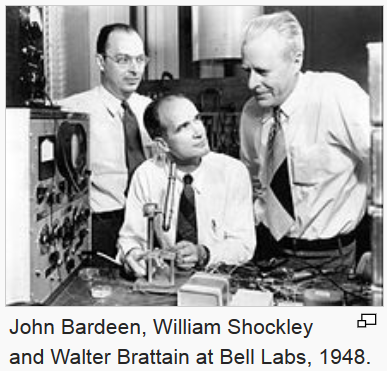 John Bardeen, William Shockley
and Walter Brattain at Bell Labs, 1948.